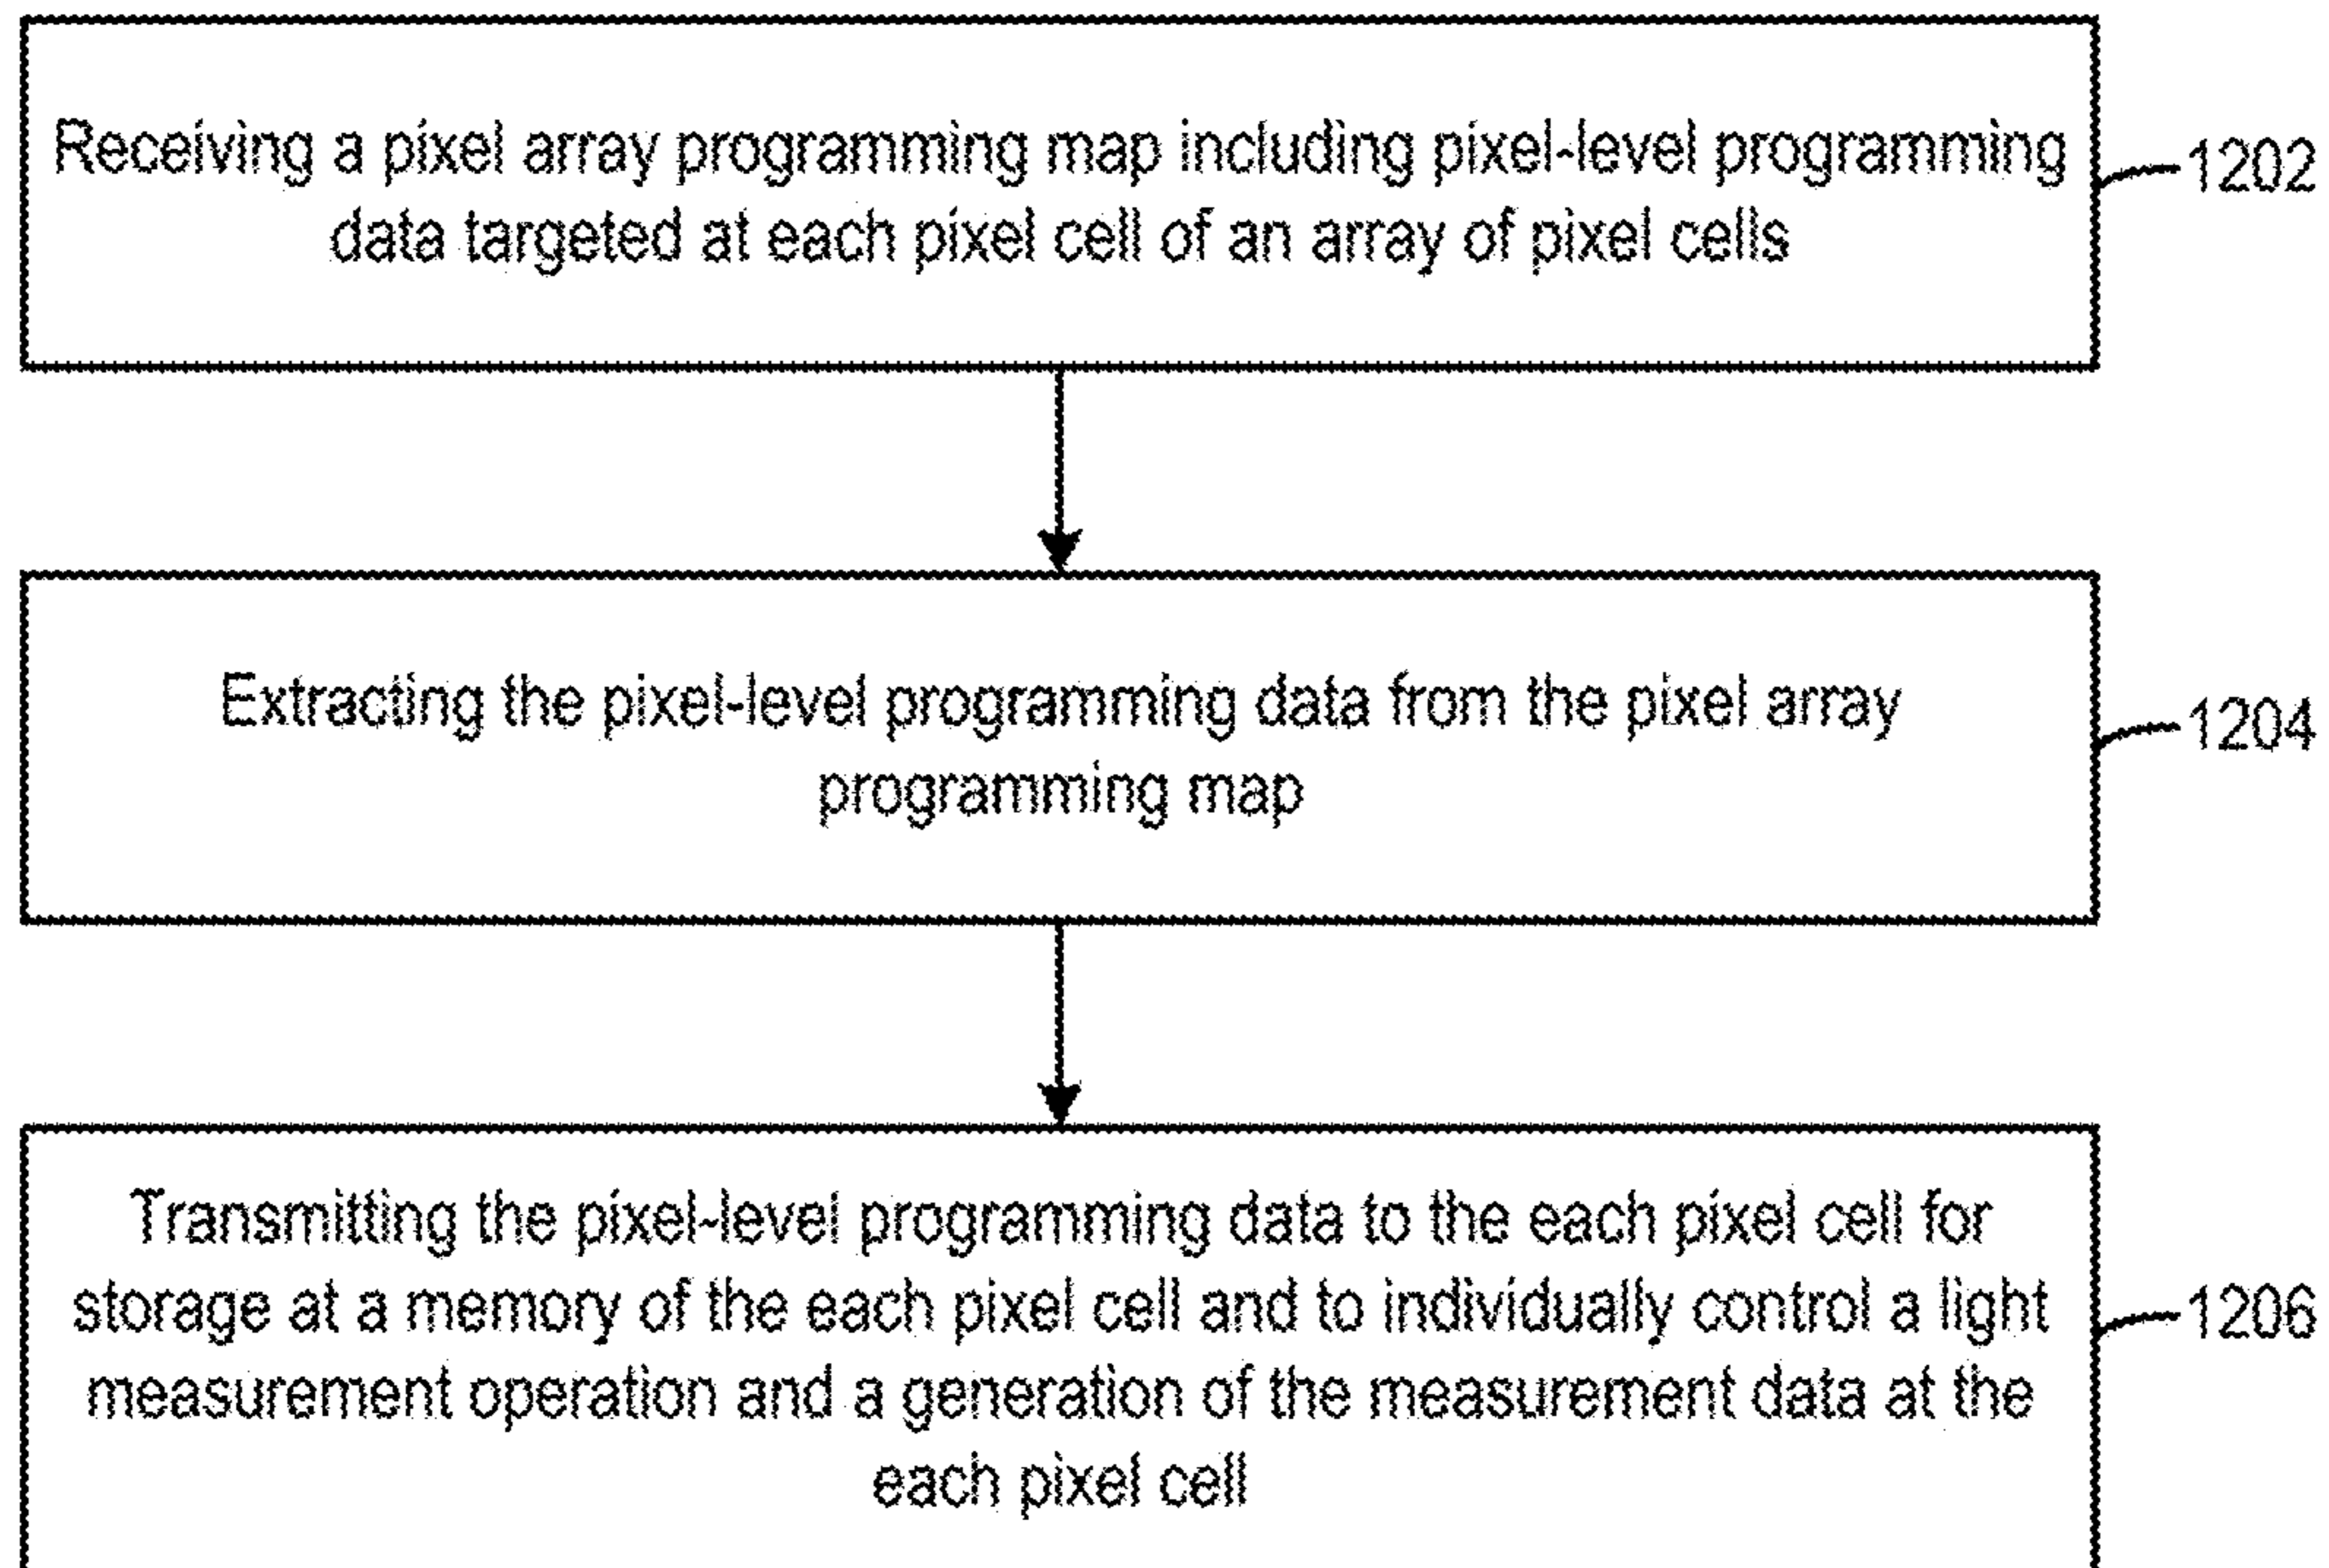 Receiving a pixel array programming map including pixel-level programming
data targeted at each pixel cell of an array of pixel cells
1202
Extracting the pixel-level programming data from the pixel array
programming map
1204
Transmitting the pixel-level programming data to the each pixel cell for
storage at a memory of the each pixel cell and to individually control a light
measurement operation and a generation of the measurement data at the
each pixel cell
1206